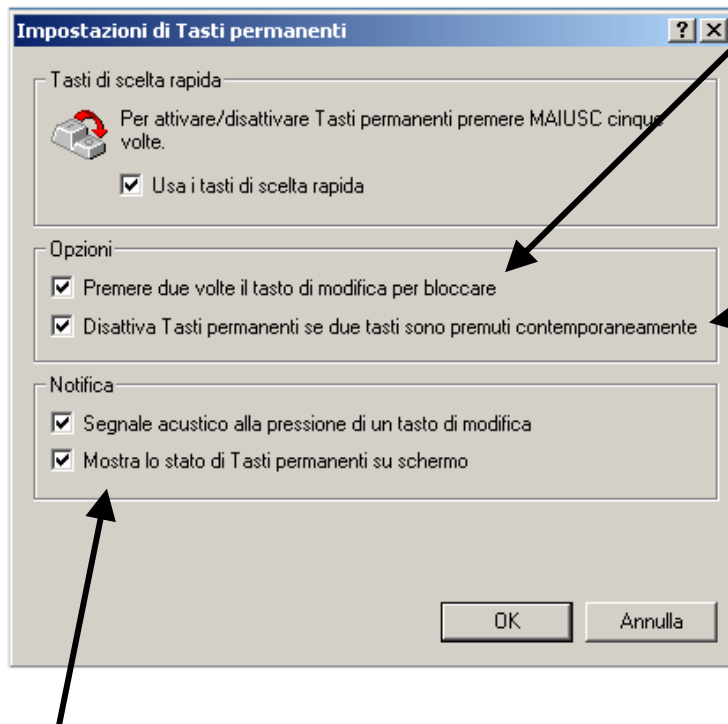 Impostazioni di Tasti permanenti
Tasti di scelta rapida
Per attivare/disattivare Tasti permanenti premere MAIUSC cinque
volte.
Usa i tasti di scelta rapida
Opzioni
Premere due volte il tasto di modifica per bloccare
Disattiva Tasti permanenti se due tasti sono premuti contemporaneamente
Notifica
Segnale acustico alla pressione di un tasto di modifica
Mostra lo stato di Tasti permanenti su schermo
OK
Annulla